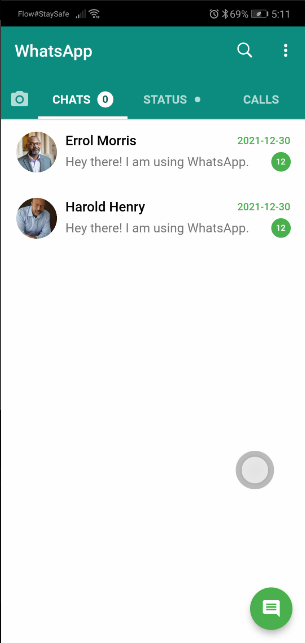 Flow#StaySafe 69% 5:11
WhatsApp
CHATS 0 STATUS CALLS
Errol Morris 2021-12-30
Hey there! I am using WhatsApp. 12
Harold Henry 2021-12-30
Hey there! I am using WhatsApp. 12